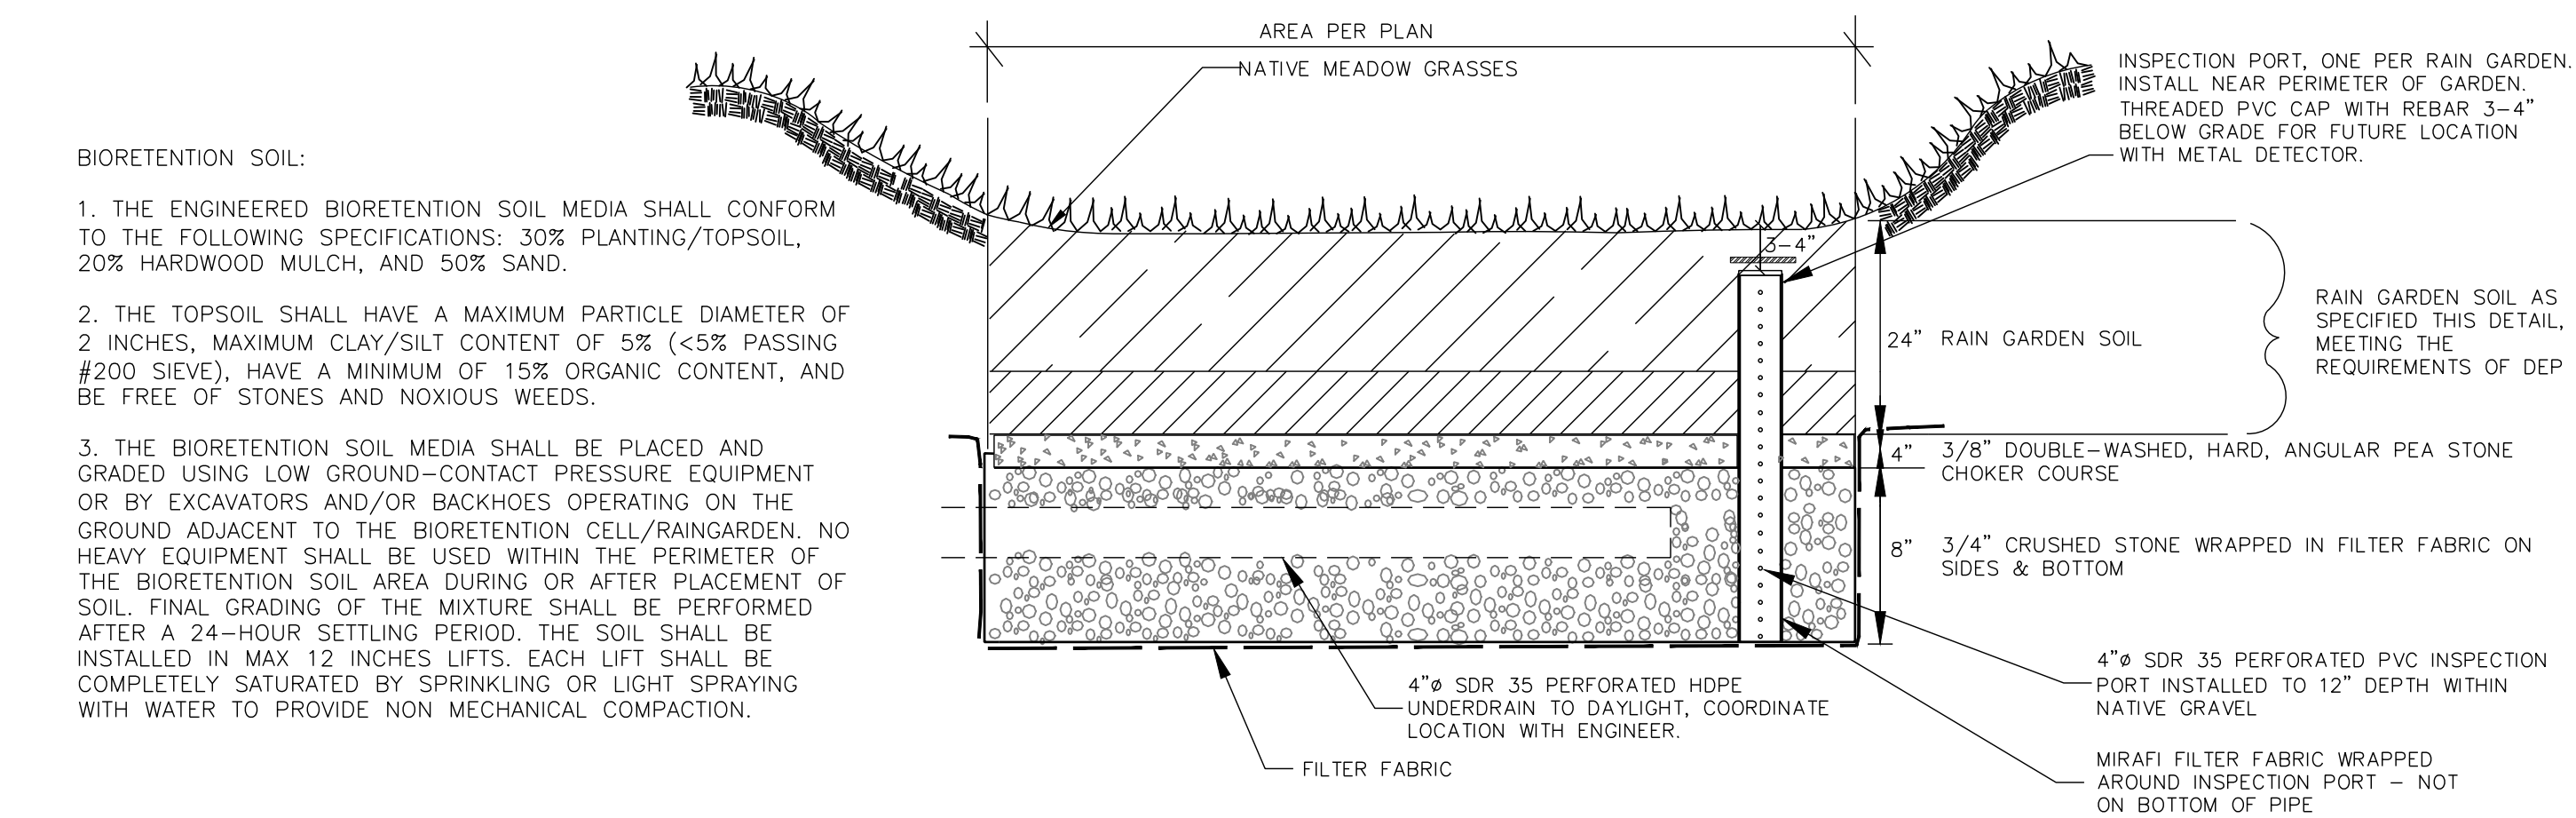 AREA PER PLAN
NATIVE MEADOW GRASSES
INSPECTION PORT, ONE PER RAIN GARDEN.
INSTALL NEAR PERIMETER OF GARDEN.
THREADED PVC CAP WITH REBAR 3-4"
BELOW GRADE FOR FUTURE LOCATION
WITH METAL DETECTOR.
BIORETENTION SOIL:
1. THE ENGINEERED BIORETENTION SOIL MEDIA SHALL CONFORM
TO THE FOLLOWING SPECIFICATIONS: 30% PLANTING/TOPSOIL,
20% HARDWOOD MULCH, AND 50% SAND.
2. THE TOPSOIL SHALL HAVE A MAXIMUM PARTICLE DIAMETER OF
2 INCHES, MAXIMUM CLAY/SILT CONTENT OF 5% (<5% PASSING
#200 SIEVE), HAVE A MINIMUM OF 15% ORGANIC CONTENT, AND
BE FREE OF STONES AND NOXIOUS WEEDS.
3. THE BIORETENTION SOIL MEDIA SHALL BE PLACED AND
GRADED USING LOW GROUND-CONTACT PRESSURE EQUIPMENT
OR BY EXCAVATORS AND/OR BACKHOES OPERATING ON THE
GROUND ADJACENT TO THE BIORETENTION CELL/RAINGARDEN. NO
HEAVY EQUIPMENT SHALL BE USED WITHIN THE PERIMETER OF
THE BIORETENTION SOIL AREA DURING OR AFTER PLACEMENT OF
SOIL. FINAL GRADING OF THE MIXTURE SHALL BE PERFORMED
AFTER A 24-HOUR SETTLING PERIOD. THE SOIL SHALL BE
INSTALLED IN MAX 12 INCHES LIFTS. EACH LIFT SHALL BE
COMPLETELY SATURATED BY SPRINKLING OR LIGHT SPRAYING
WITH WATER TO PROVIDE NON MECHANICAL COMPACTION.
3-4"
24" RAIN GARDEN SOIL
RAIN GARDEN SOIL AS
SPECIFIED THIS DETAIL,
MEETING THE
REQUIREMENTS OF DEP
4" 3/8" DOUBLE-WASHED, HARD, ANGULAR PEA STONE
CHOKER COURSE
8" 3/4" CRUSHED STONE WRAPPED IN FILTER FABRIC ON
SIDES & BOTTOM
4"ø SDR 35 PERFORATED PVC INSPECTION
PORT INSTALLED TO 12" DEPTH WITHIN
NATIVE GRAVEL
4"ø SDR 35 PERFORATED HDPE
UNDERDRAIN TO DAYLIGHT, COORDINATE
LOCATION WITH ENGINEER.
FILTER FABRIC
MIRAFI FILTER FABRIC WRAPPED
AROUND INSPECTION PORT - NOT
ON BOTTOM OF PIPE